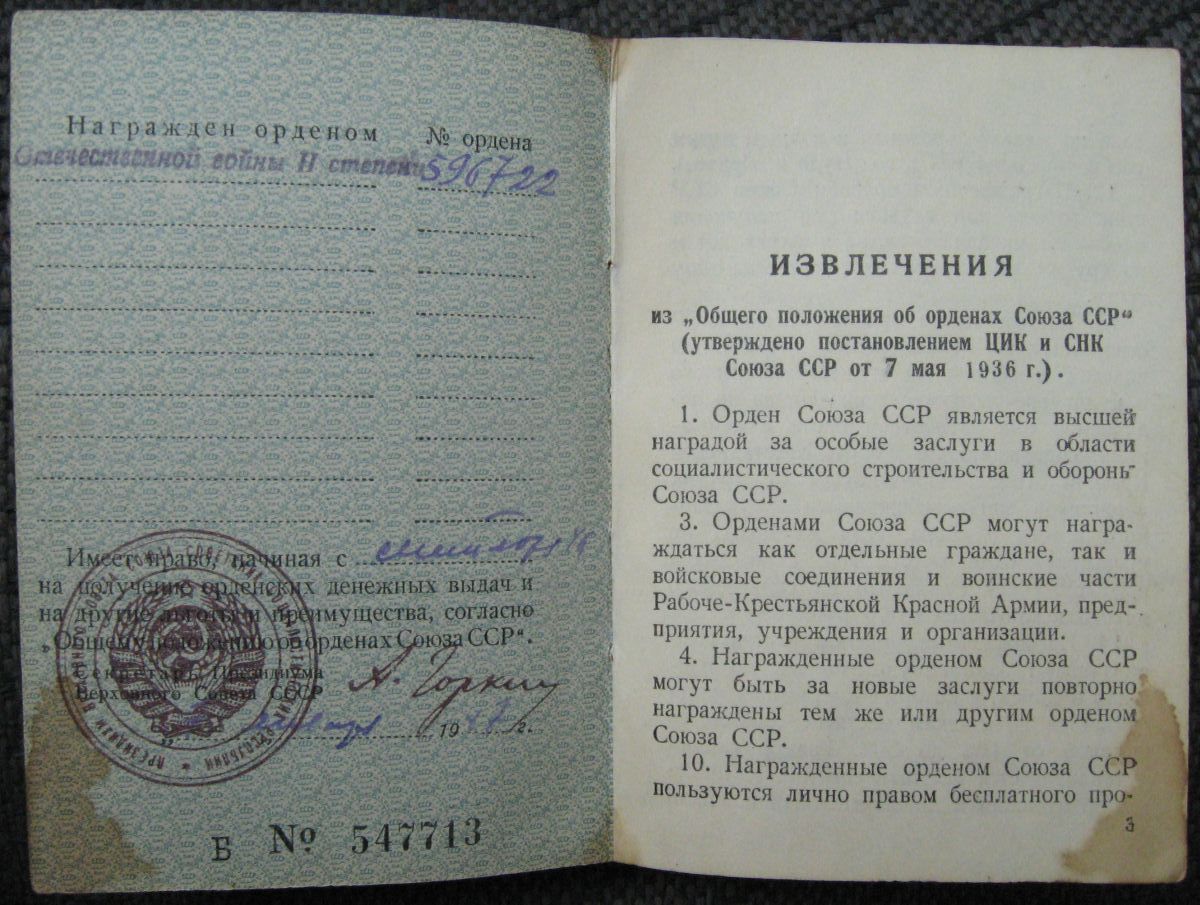 Награжден орденом № ордена
Отечественной войны II степени 596722
Имеет право, начиная с
на получение орденских денежных выдач и
на другие льготы и преимущества, согласно
„Общему положению об орденах Союза ССР“.
Секретарь Президиума
Верховного Совета СССР А. Горкин
января 1947 г.
Б № 547713
ИЗВЛЕЧЕНИЯ
из „Общего положения об орденах Союза ССР“
(утверждено постановлением ЦИК и СНК
Союза ССР от 7 мая 1936 г.).
1. Орден Союза ССР является высшей
наградой за особые заслуги в области
социалистического строительства и обороны
Союза ССР.
3. Орденами Союза ССР могут награ-
ждаться как отдельные граждане, так и
войсковые соединения и воинские части
Рабоче-Крестьянской Красной Армии, пред-
приятия, учреждения и организации.
4. Награжденные орденом Союза ССР
могут быть за новые заслуги повторно
награждены тем же или другим орденом
Союза ССР.
10. Награжденные орденом Союза ССР
пользуются лично правом бесплатного про-
3